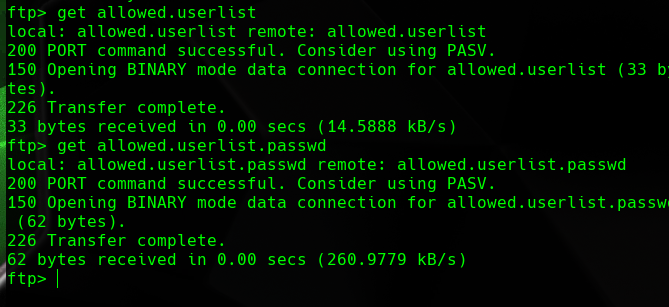 ftp> get allowed.userlist
local: allowed.userlist remote: allowed.userlist
200 PORT command successful. Consider using PASV.
150 Opening BINARY mode data connection for allowed.userlist (33 by
tes).
226 Transfer complete.
33 bytes received in 0.00 secs (14.5888 kB/s)
ftp> get allowed.userlist.passwd
local: allowed.userlist.passwd remote: allowed.userlist.passwd
200 PORT command successful. Consider using PASV.
150 Opening BINARY mode data connection for allowed.userlist.passwd
(62 bytes).
226 Transfer complete.
62 bytes received in 0.00 secs (260.9779 kB/s)
ftp>